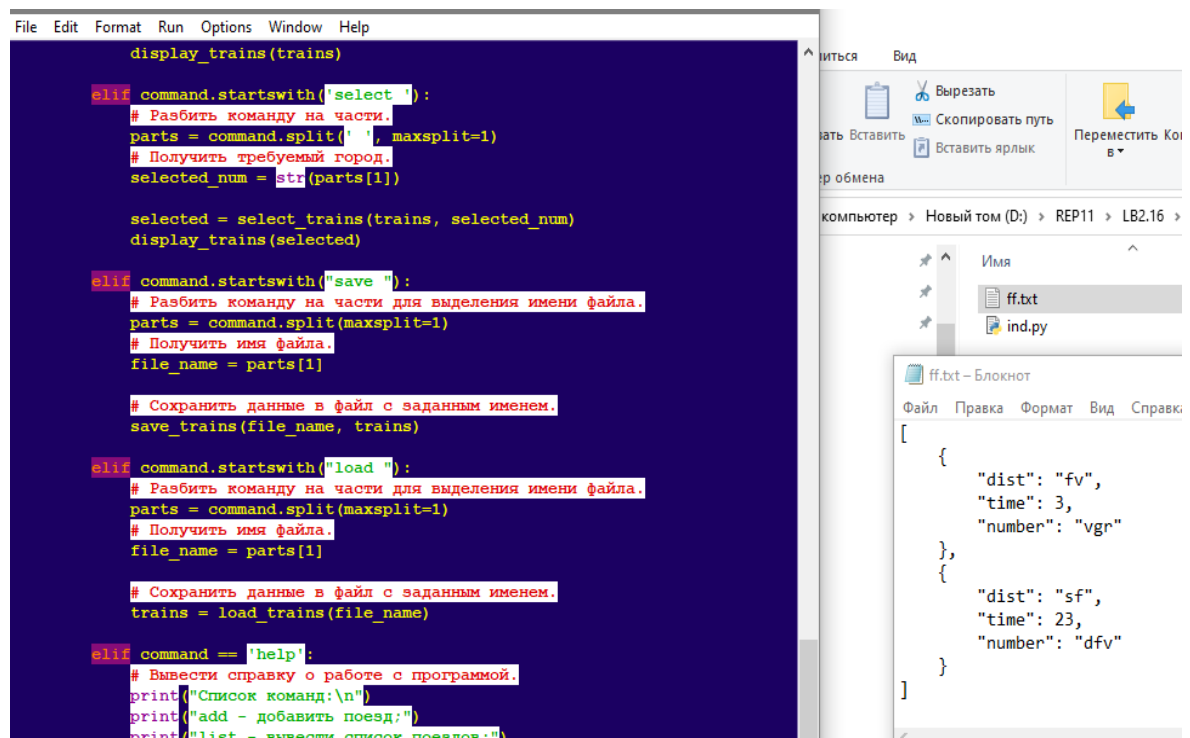 File Edit Format Run Options Window Help
display_trains(trains)
elif command.startswith('select '):
# Разбить команду на части.
parts = command.split(' ', maxsplit=1)
# Получить требуемый город.
selected_num = str(parts[1])
selected = select_trains(trains, selected_num)
display_trains(selected)
elif command.startswith("save "):
# Разбить команду на части для выделения имени файла.
parts = command.split(maxsplit=1)
# Получить имя файла.
file_name = parts[1]
# Сохранить данные в файл с заданным именем.
save_trains(file_name, trains)
elif command.startswith("load "):
# Разбить команду на части для выделения имени файла.
parts = command.split(maxsplit=1)
# Получить имя файла.
file_name = parts[1]
# Сохранить данные в файл с заданным именем.
trains = load_trains(file_name)
elif command == 'help':
# Вывести справку о работе с программой.
print("Список команд:\n")
print("add - добавить поезд;")
print("list - вывести список поездов;")
Вид
Вырезать
Скопировать путь
Вставить
Вставить ярлык
Переместить
в
обмена
компьютер > Новый том (D:) > REP11 > LB2.16 >
Имя
ff.txt
ind.py
ff.txt – Блокнот
Файл Правка Формат Вид Справка
[
{
"dist": "fv",
"time": 3,
"number": "vgr"
},
{
"dist": "sf",
"time": 23,
"number": "dfv"
}
]